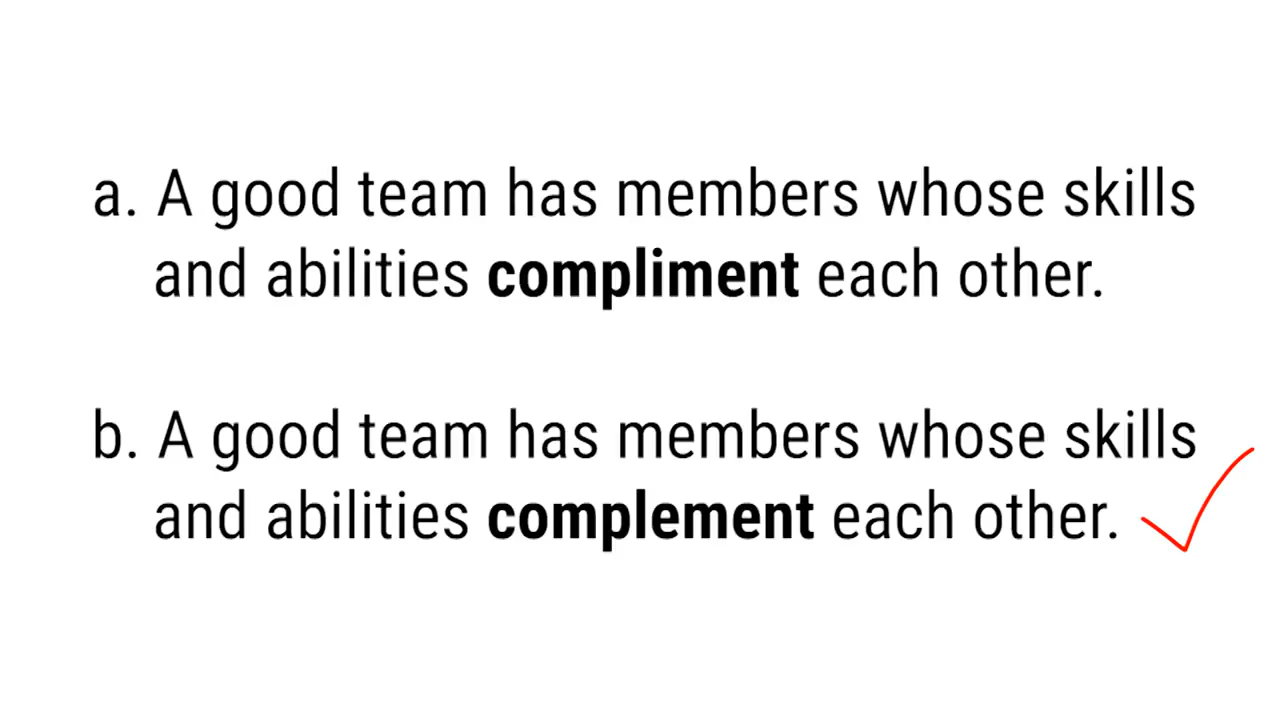 a. A good team has members whose skills
and abilities compliment each other.
b. A good team has members whose skills
and abilities complement each other.